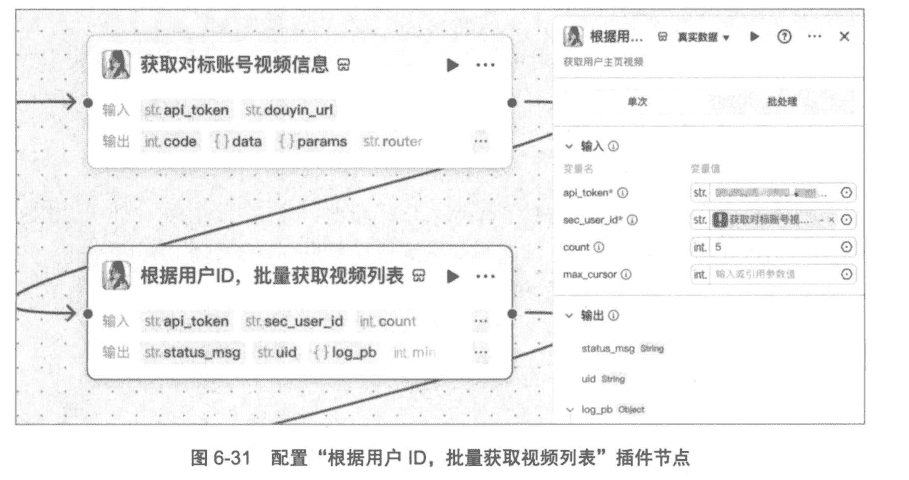 获取对标账号视频信息
输入 str.api_token str.douyin_url
输出 int.code {}data {}params str.router ...
根据用户ID，批量获取视频列表
输入 str.api_token str.sec_user_id int.count ...
输出 str.status_msg str.uid {}log_pb int.min ...
根据用... 真实数据
获取用户主页视频
单次 批处理
输入
变量名 变量值
api_token* str.
sec_user_id* str. 获取对标账号视...
count int. 5
max_cursor int. 输入或引用参数值
输出
status_msg String
uid String
log_pb Object
图 6-31 配置“根据用户 ID，批量获取视频列表”插件节点